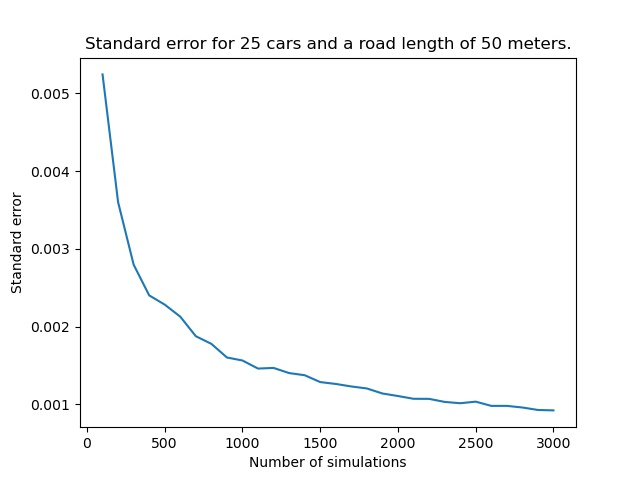 Standard error for 25 cars and a road length of 50 meters.
0.005
0.004
0.003
0.002
0.001
Standard error
0 500 1000 1500 2000 2500 3000
Number of simulations